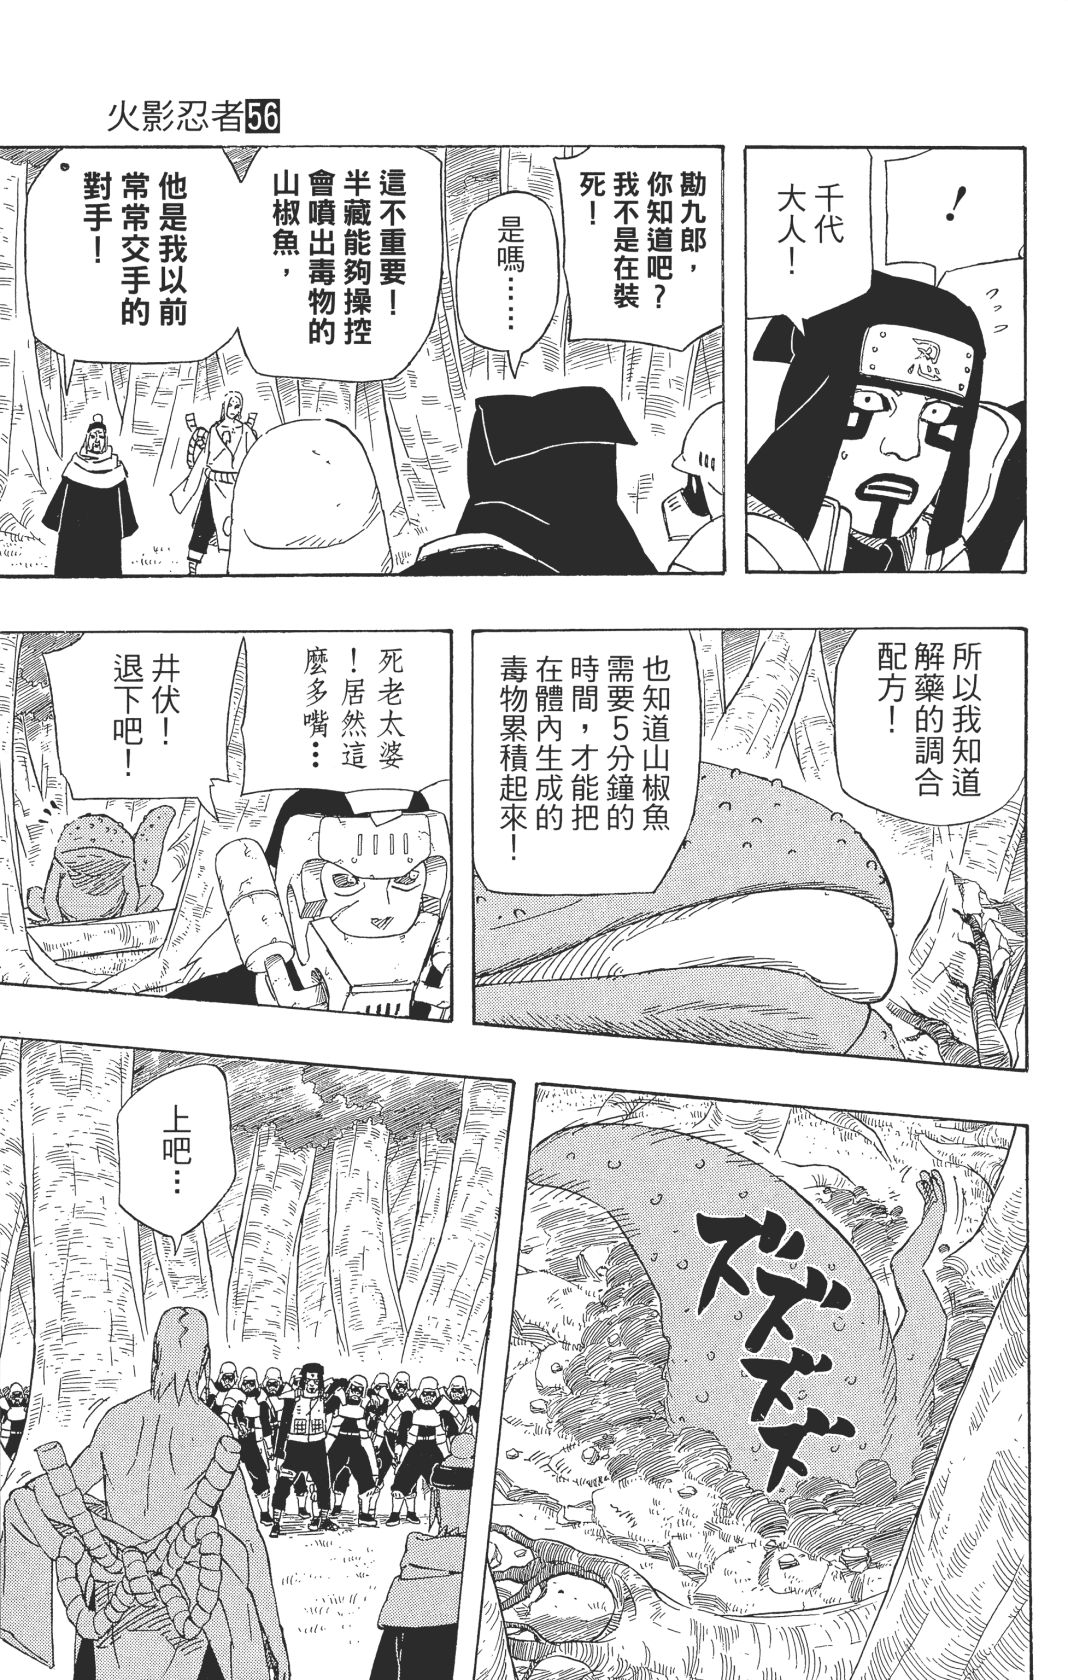 火影忍者56
！
千代
大人！
勘九郎，
你知道吧？
我不是在裝
死！
是嗎……
這不重要！
半藏能夠操控
會噴出毒物的
山椒魚，
他是我以前
常常交手的
對手！
所以我知道
解藥的調合
配方！
也知道山椒魚
需要5分鐘的
時間，才能把
在體內生成的
毒物累積起來！
死老太婆
！居然這
麼多嘴…
井伏！
退下吧！
ズズズズズ
上吧…